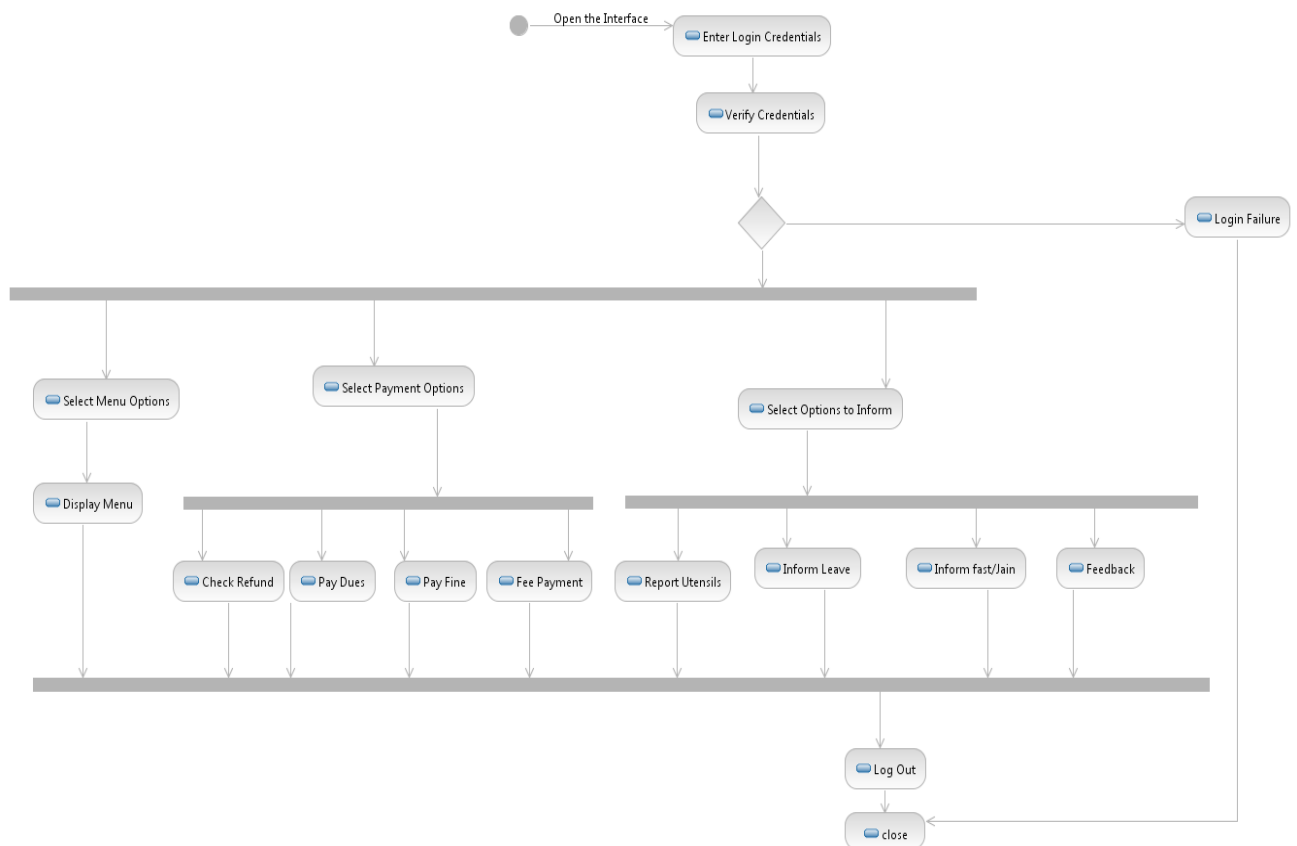 Open the Interface
Enter Login Credentials
Verify Credentials
Login Failure
Select Menu Options
Select Payment Options
Select Options to Inform
Display Menu
Check Refund
Pay Dues
Pay Fine
Fee Payment
Report Utensils
Inform Leave
Inform fast/Jain
Feedback
Log Out
close